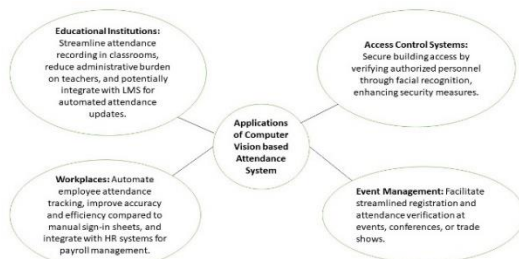 Educational Institutions:
Streamline attendance
recording in classrooms,
reduce administrative burden
on teachers, and potentially
integrate with LMS for
automated attendance
updates.
Access Control Systems:
Secure building access by
verifying authorized personnel
through facial recognition,
enhancing security measures.
Applications
of Computer
Vision based
Attendance
System
Workplaces: Automate
employee attendance
tracking, improve accuracy
and efficiency compared to
manual sign-in sheets, and
integrate with HR systems for
payroll management.
Event Management: Facilitate
streamlined registration and
attendance verification at
events, conferences, or trade
shows.